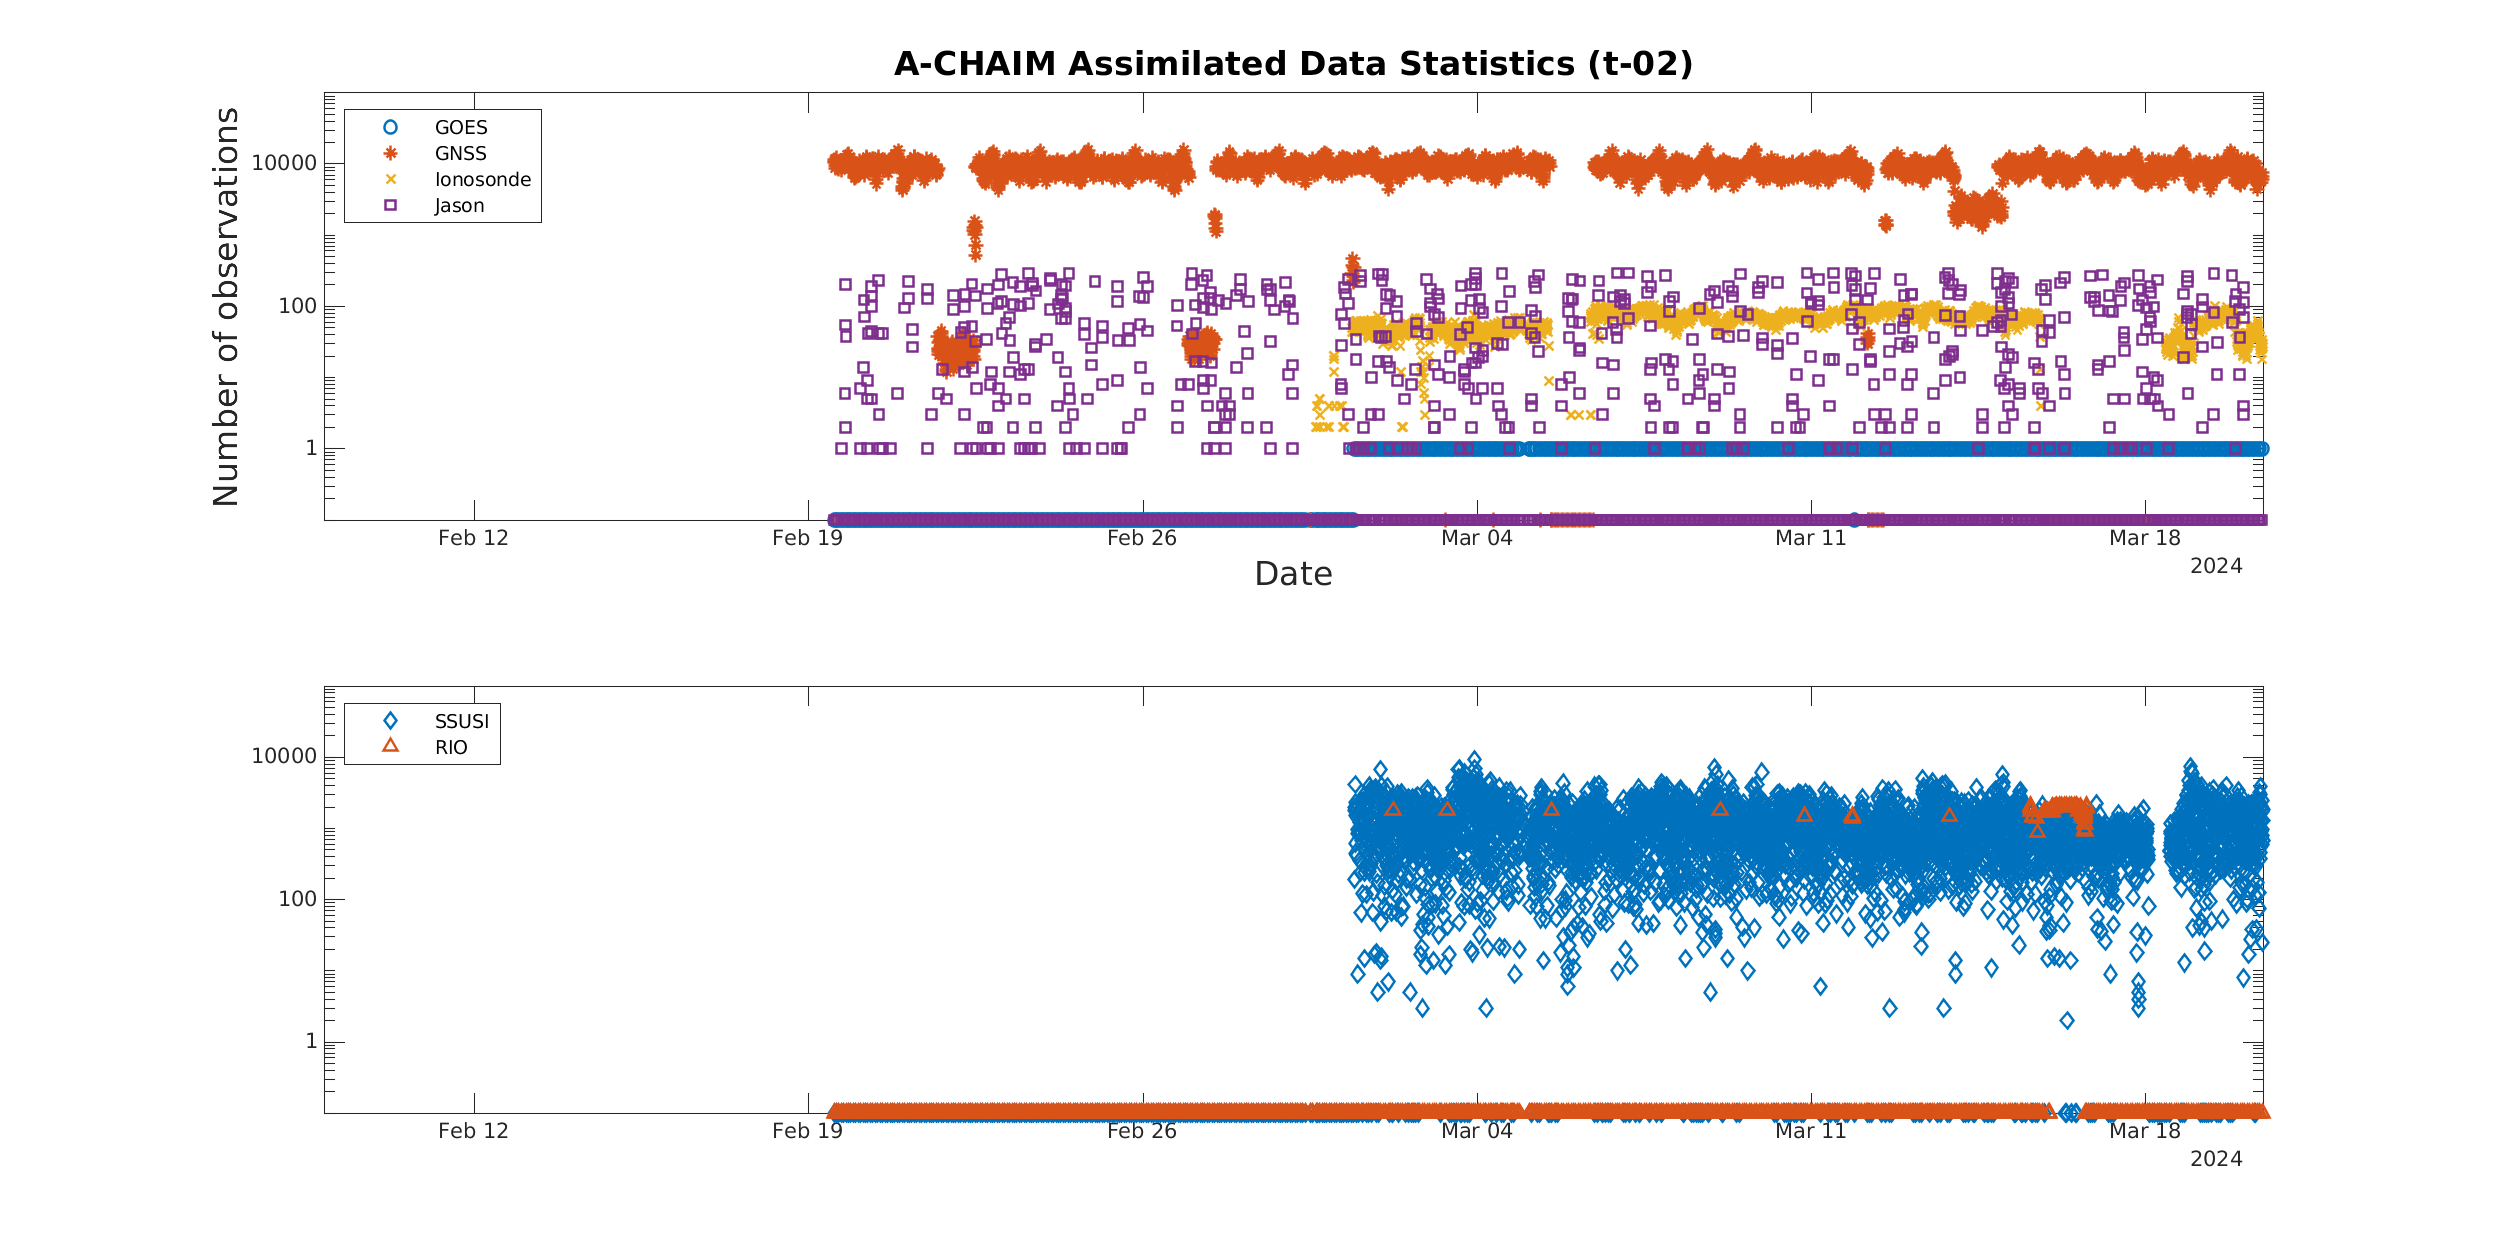 A-CHAIM Assimilated Data Statistics (t-02)
Number of observations
10000
100
1
GOES
GNSS
Ionosonde
Jason
Feb 12
Feb 19
Feb 26
Mar 04
Mar 11
Mar 18
2024
Date
10000
100
1
SSUSI
RIO
Feb 12
Feb 19
Feb 26
Mar 04
Mar 11
Mar 18
2024